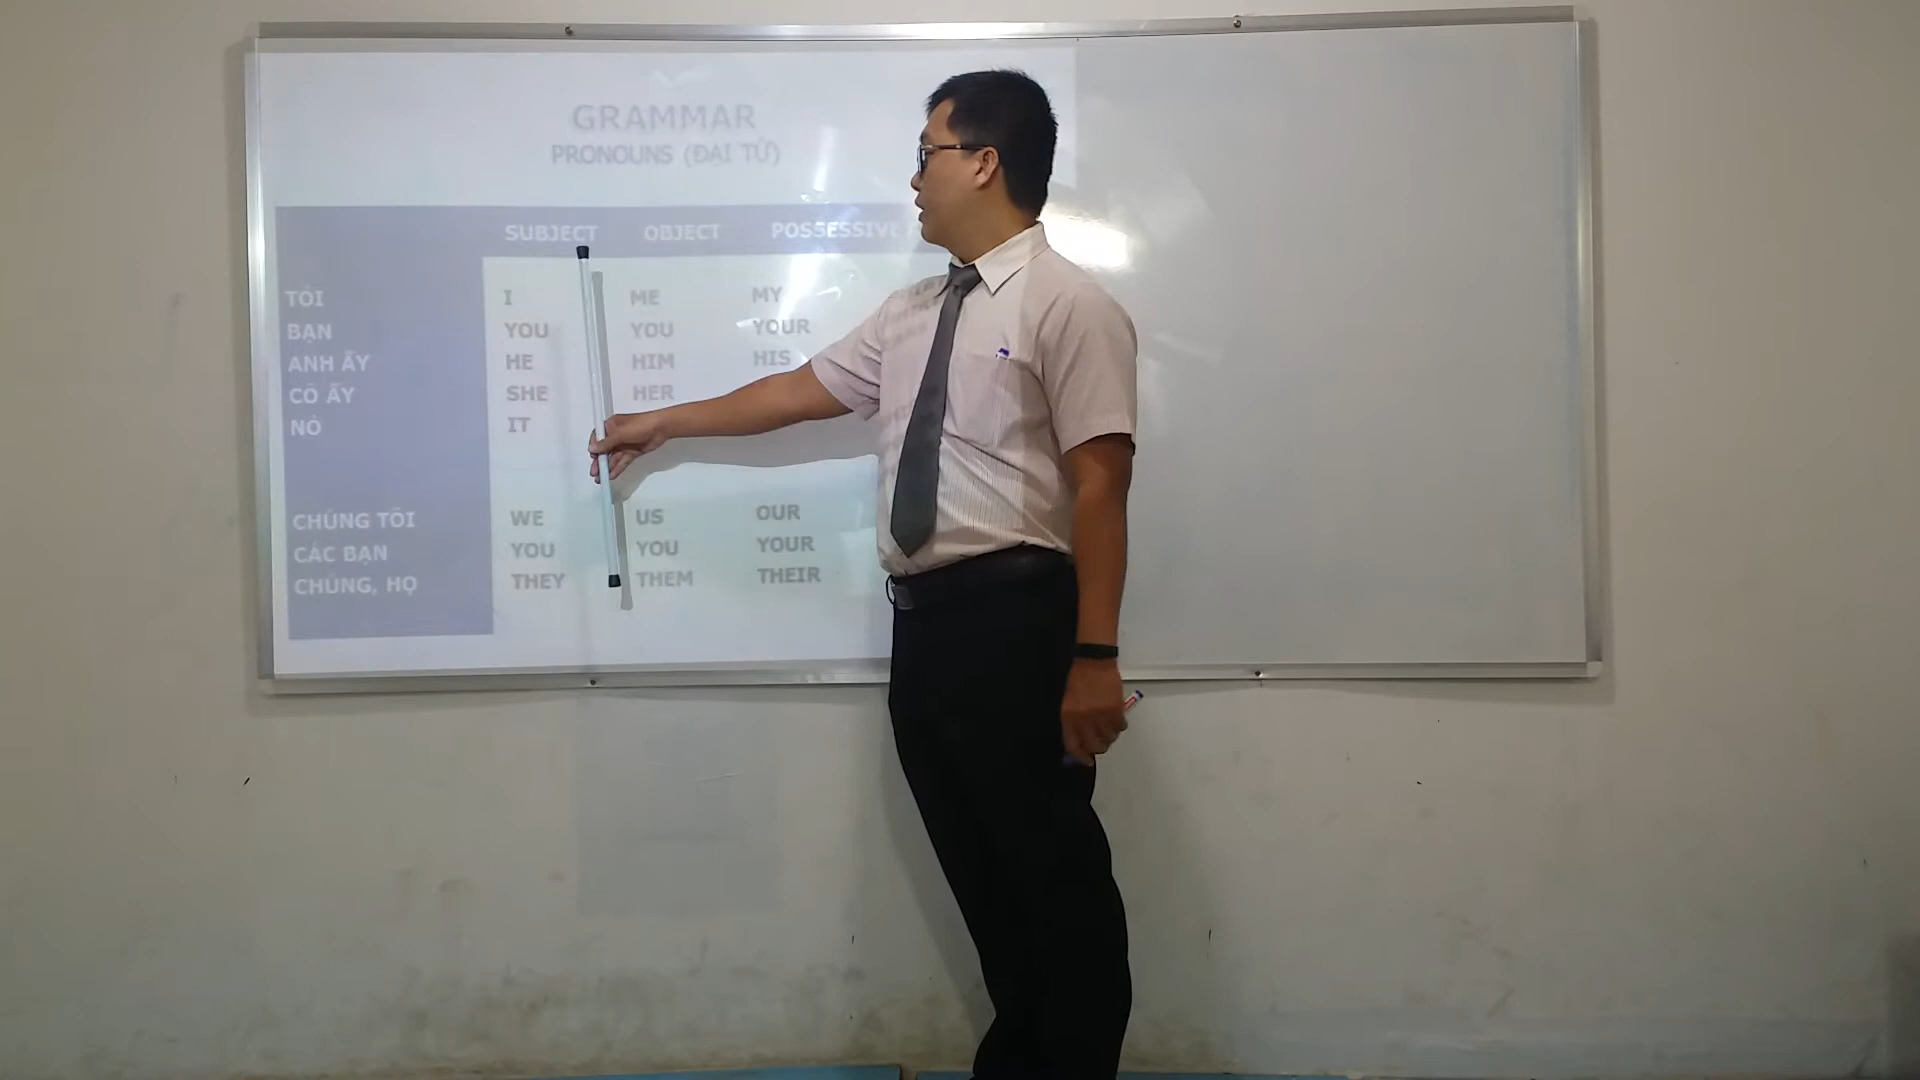 GRAMMAR
PRONOUNS (ĐẠI TỪ)
SUBJECT OBJECT POSSESSIVE
TÔI I ME MY
BẠN YOU YOU YOUR
ANH ẤY HE HIM HIS
CÔ ẤY SHE HER
NÓ IT
CHÚNG TÔI WE US OUR
CÁC BẠN YOU YOU YOUR
CHÚNG, HỌ THEY THEM THEIR